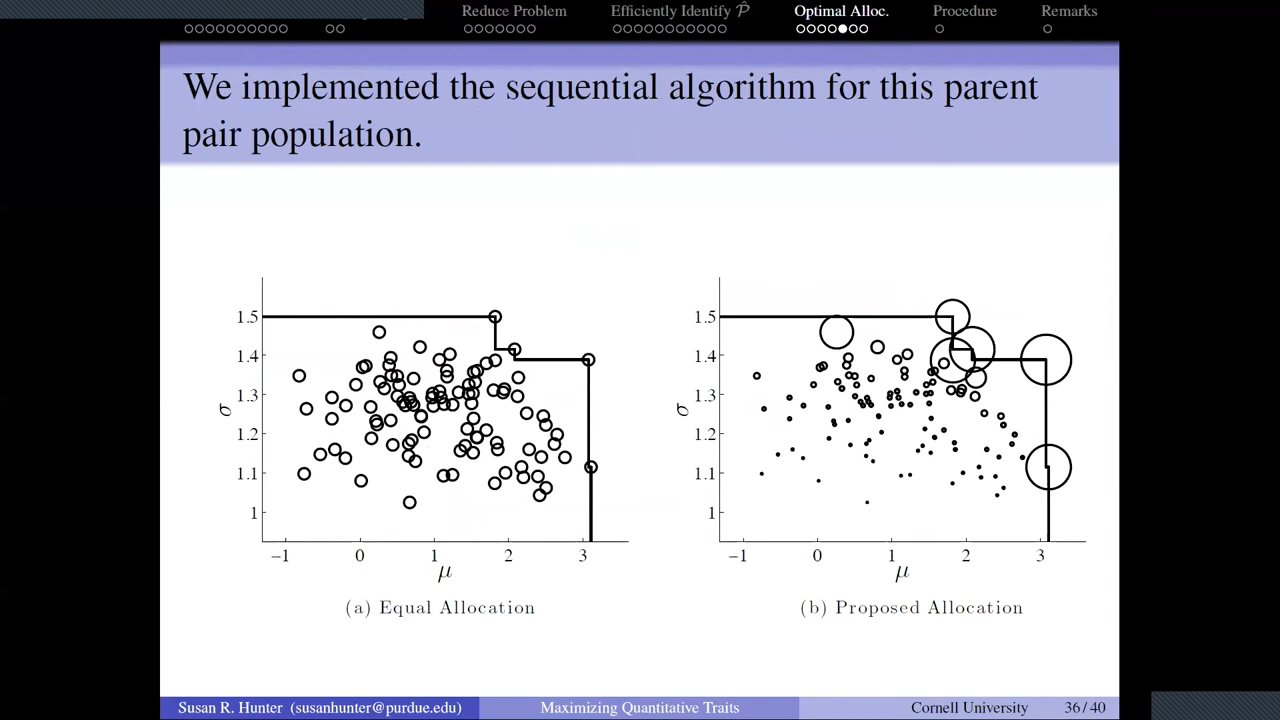 Reduce Problem Efficiently Identify P̂ Optimal Alloc. Procedure Remarks
We implemented the sequential algorithm for this parent
pair population.
1.5
1.4
1.3
1.2
1.1
1
σ
−1 0 1 2 3
μ
(a) Equal Allocation
1.5
1.4
1.3
1.2
1.1
1
σ
−1 0 1 2 3
μ
(b) Proposed Allocation
Susan R. Hunter (susanhunter@purdue.edu) Maximizing Quantitative Traits Cornell University 36 / 40